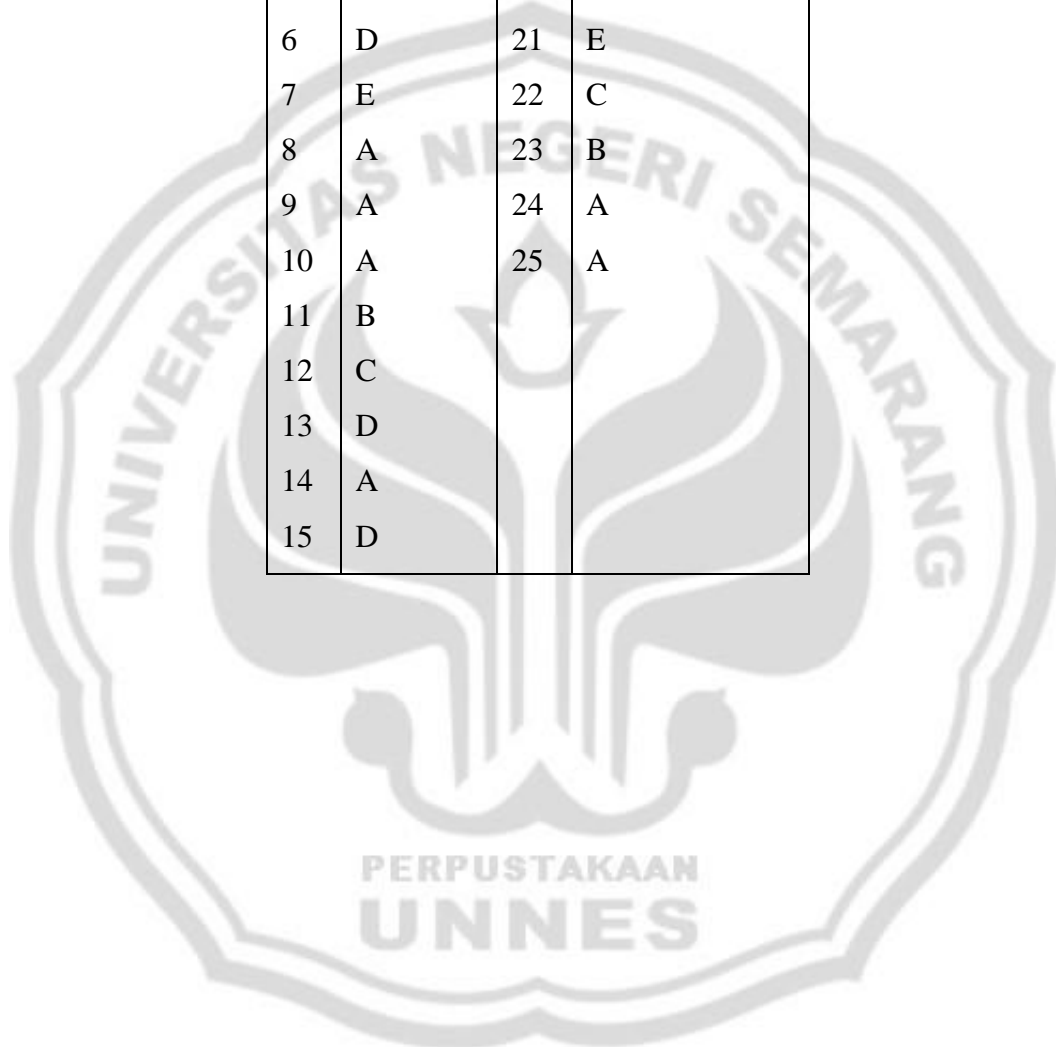 6 D 21 E
7 E 22 C
8 A 23 B
9 A 24 A
10 A 25 A
11 B
12 C
13 D
14 A
15 D
UNIVERSITAS NEGERI SEMARANG
PERPUSTAKAAN
UNNES